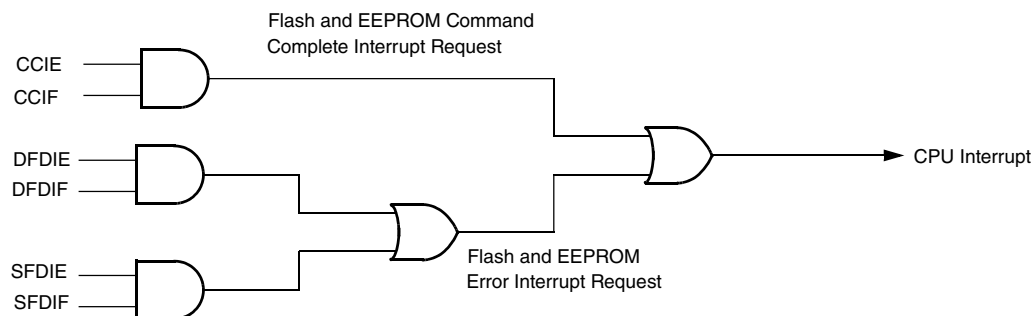 Flash and EEPROM Command
Complete Interrupt Request
CCIE
CCIF
DFDIE
DFDIF
CPU Interrupt
Flash and EEPROM
Error Interrupt Request
SFDIE
SFDIF